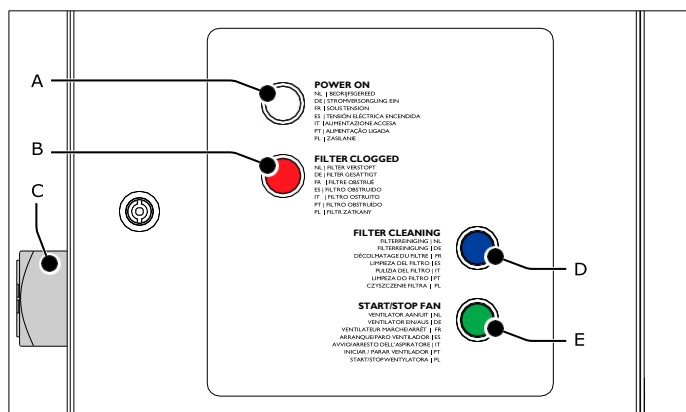 A
POWER ON
NL | BEDRIJFSGEREED
DE | STROMVERSORGUNG EIN
FR | SOUS TENSION
ES | TENSIÓN ELÉCTRICA ENCENDIDA
IT | ALIMENTAZIONE ACCESA
PT | ALIMENTAÇÃO LIGADA
PL | ZASILANIE
B
FILTER CLOGGED
NL | FILTER VERSTOPT
DE | FILTER GESÄTTIGT
FR | FILTRE OBSTRUÉ
ES | FILTRO OBSTRUIDO
IT | FILTRO OSTRUITO
PT | FILTRO OBSTRUÍDO
PL | FILTR ZATKANY
C
FILTER CLEANING
FILTERREINIGING | NL
FILTERREINIGUNG | DE
DÉCOLMATAGE DU FILTRE | FR
LIMPIEZA DEL FILTRO | ES
PULIZIA DEL FILTRO | IT
LIMPEZA DO FILTRO | PT
CZYSZCZENIE FILTRA | PL
D
START/STOP FAN
VENTILATOR AAN/UIT | NL
VENTILATOR EIN/AUS | DE
VENTILATEUR MARCHE/ARRÊT | FR
ARRANQUE/PARO VENTILADOR | ES
AVVIO/ARRESTO DELL'ASPIRATORE | IT
INICIAR / PARAR VENTILADOR | PT
START/STOP WENTYLATORA | PL
E